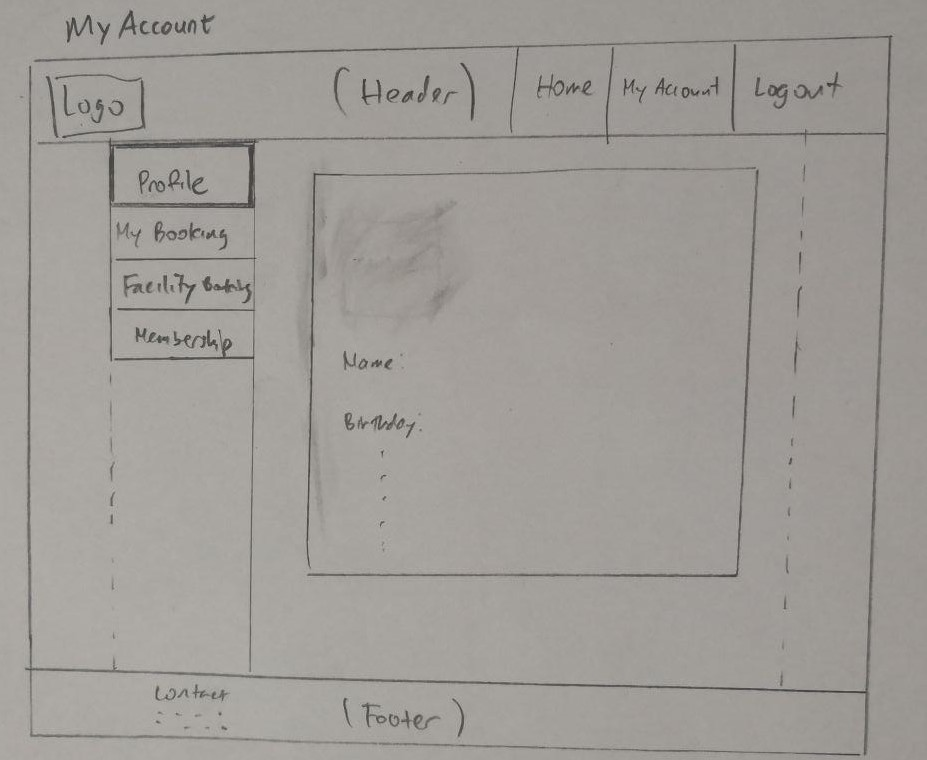 My Account
Logo
(Header)
Home
My Account
Logout
Profile
My Booking
Facility Booking
Membership
Name:
Birthday:
Contact
(Footer)